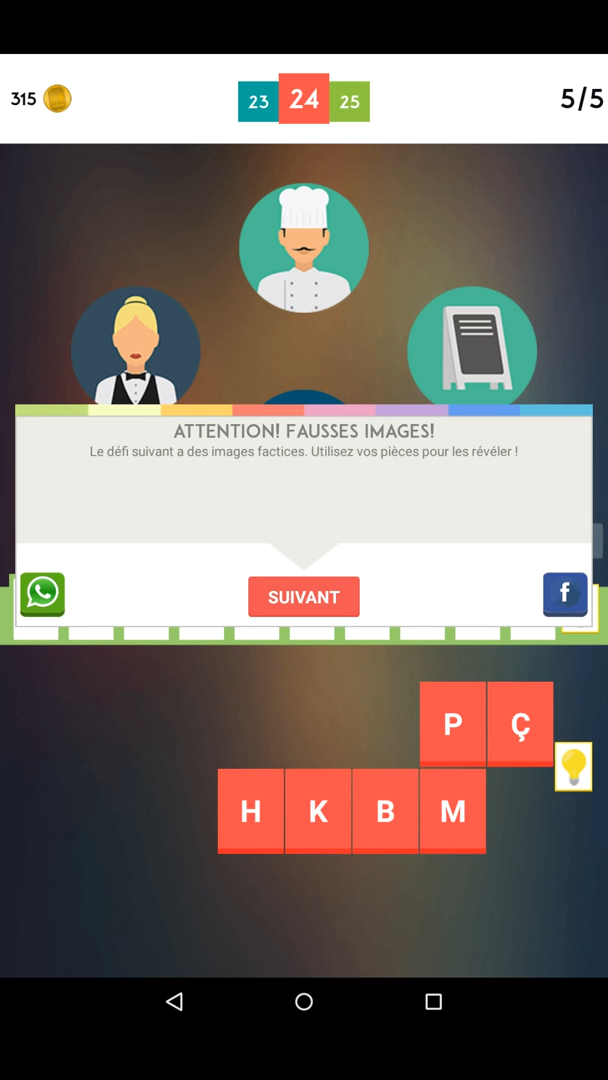 315
23 24 25
5/5
ATTENTION! FAUSSES IMAGES!
Le défi suivant a des images factices. Utilisez vos pièces pour les révéler !
SUIVANT
f
P Ç
H K B M